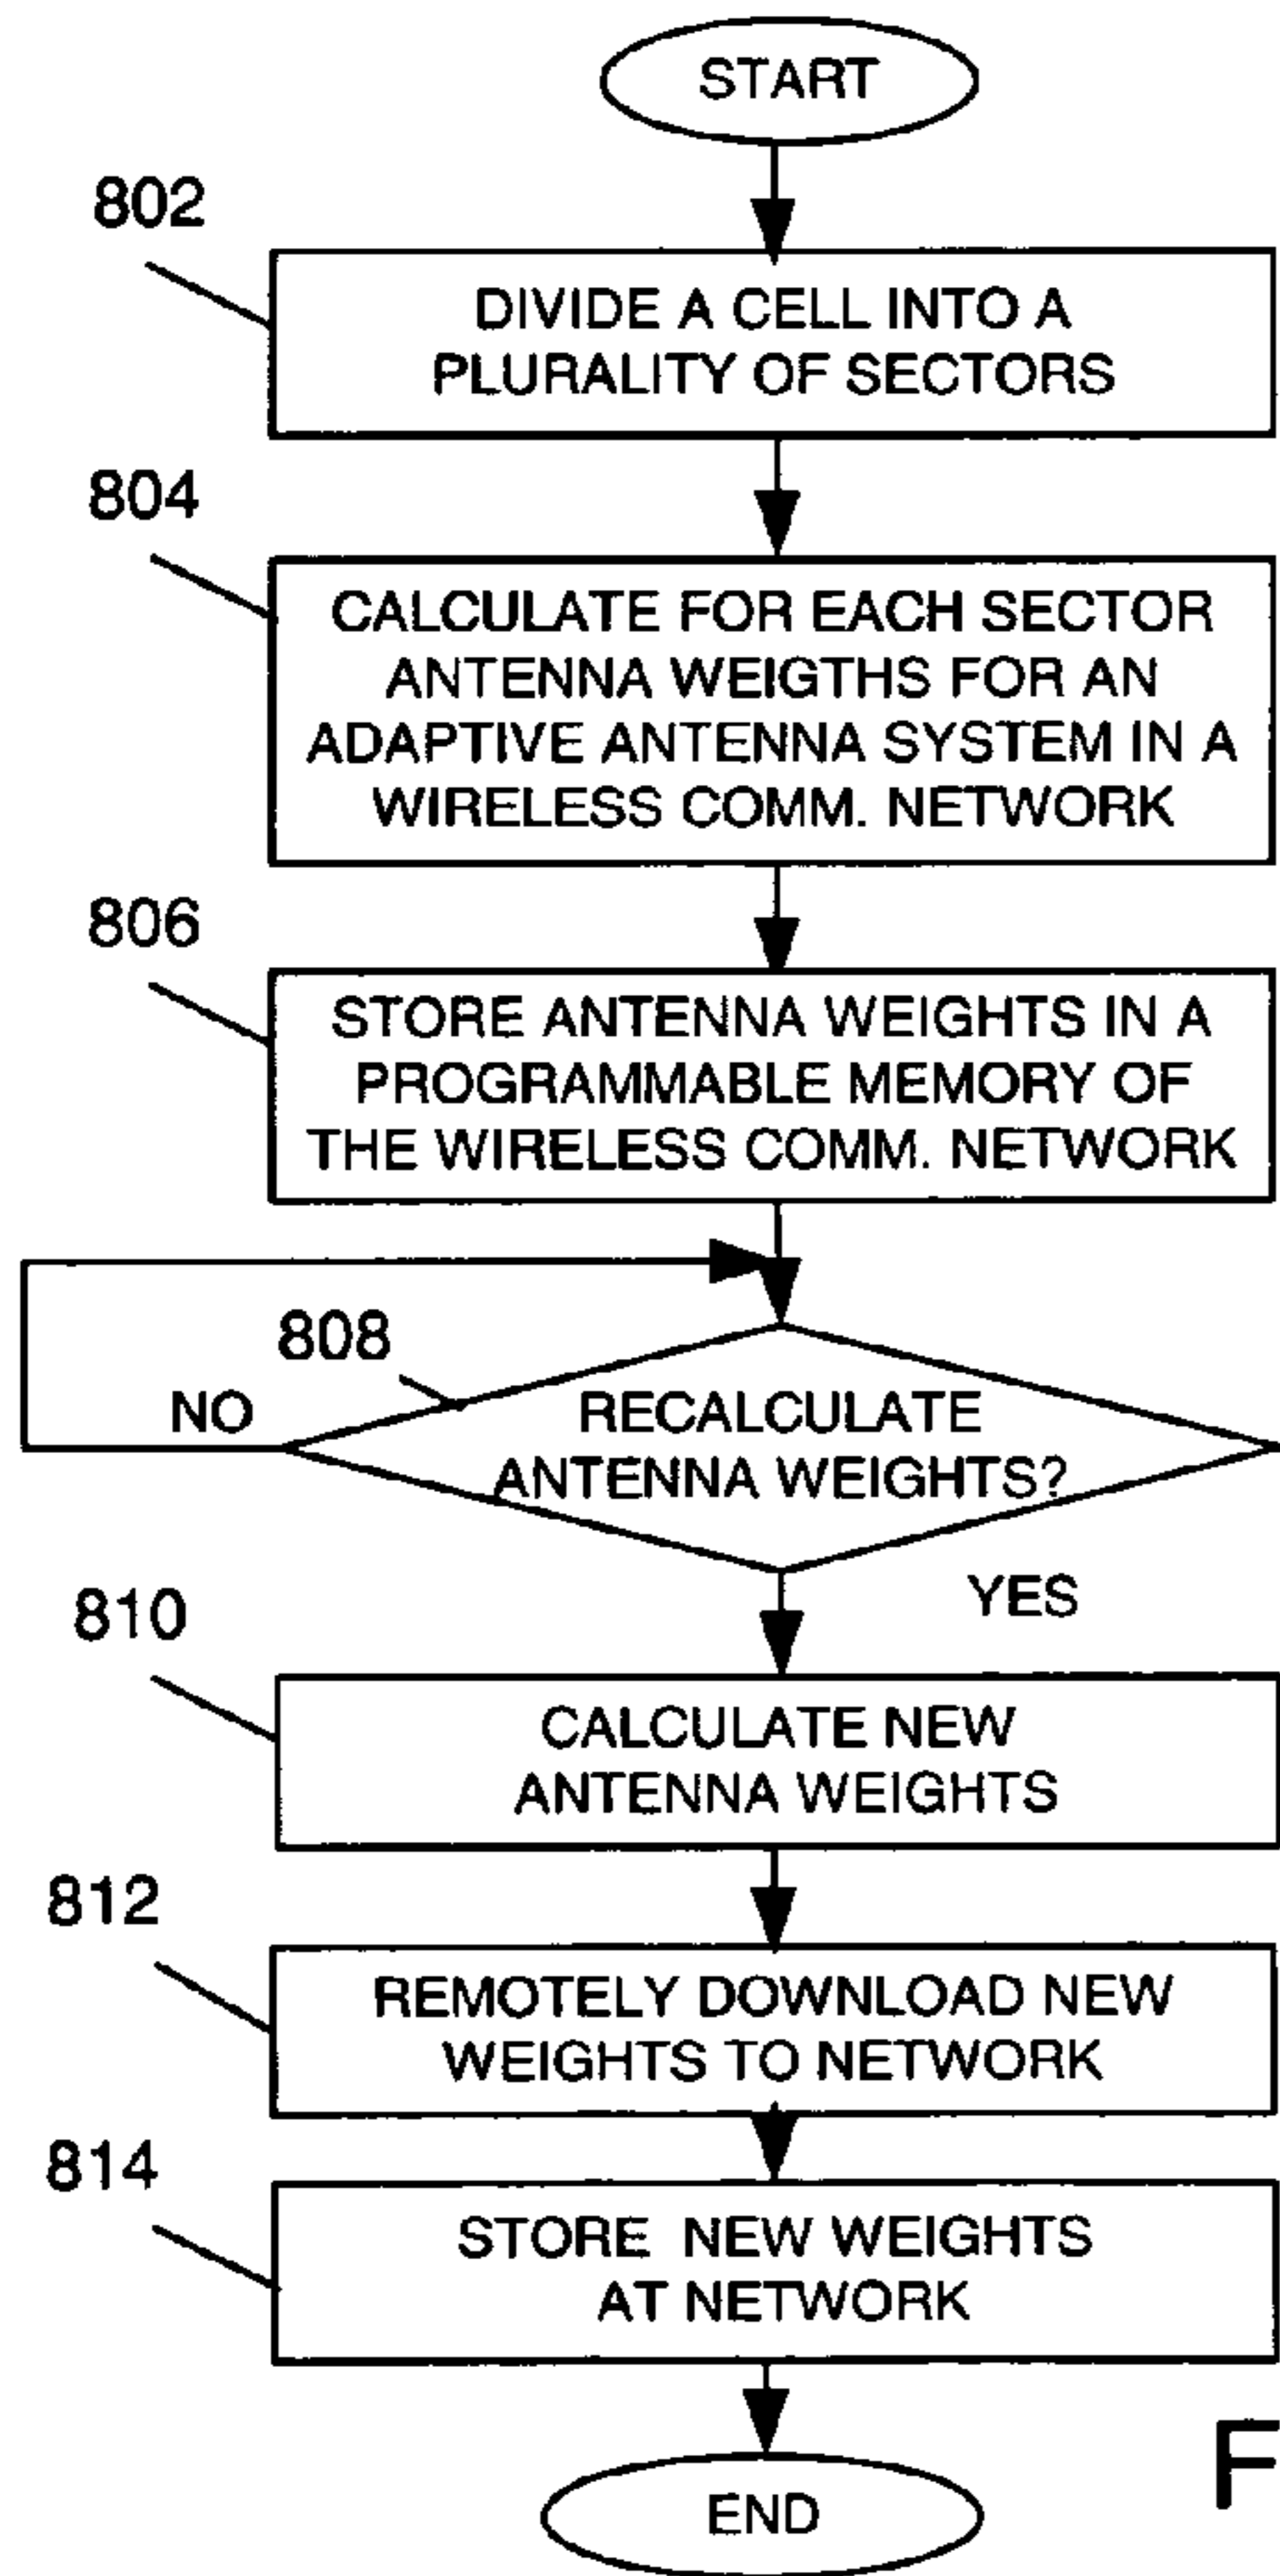 START
802
DIVIDE A CELL INTO A
PLURALITY OF SECTORS
804
CALCULATE FOR EACH SECTOR
ANTENNA WEIGTHS FOR AN
ADAPTIVE ANTENNA SYSTEM IN A
WIRELESS COMM. NETWORK
806
STORE ANTENNA WEIGHTS IN A
PROGRAMMABLE MEMORY OF
THE WIRELESS COMM. NETWORK
808
NO
RECALCULATE
ANTENNA WEIGHTS?
YES
810
CALCULATE NEW
ANTENNA WEIGHTS
812
REMOTELY DOWNLOAD NEW
WEIGHTS TO NETWORK
814
STORE NEW WEIGHTS
AT NETWORK
F
END